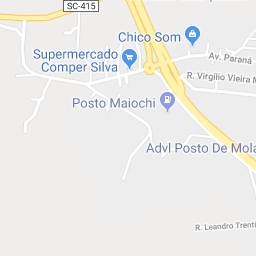 SC-415
Chico Som
Supermercado
Comper Silva
Av. Paraná
R. Virgílio Vieira M
Posto Maiochi
Advl Posto De Mola
R. Leandro Trenti